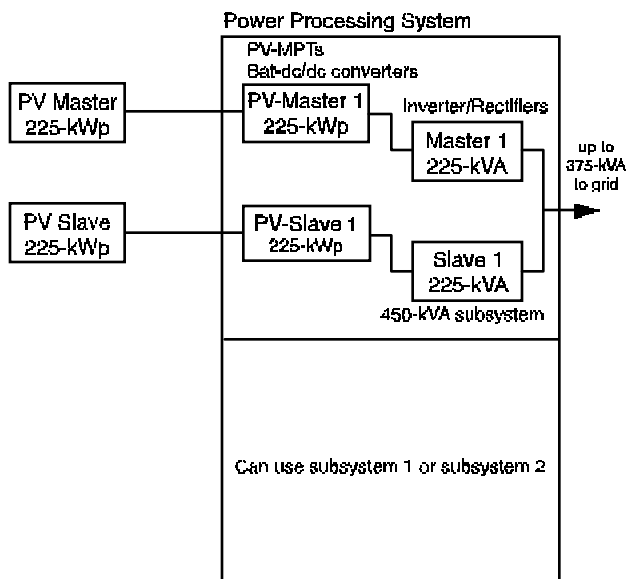 Power Processing System
PV-MPTs
Bat-dc/dc converters
PV Master
225-kWp
PV-Master 1
225-kWp
Inverter/Rectifiers
Master 1
225-kVA
up to
375-kVA
to grid
PV Slave
225-kWp
PV-Slave 1
225-kWp
Slave 1
225-kVA
450-kVA subsystem
Can use subsystem 1 or subsystem 2